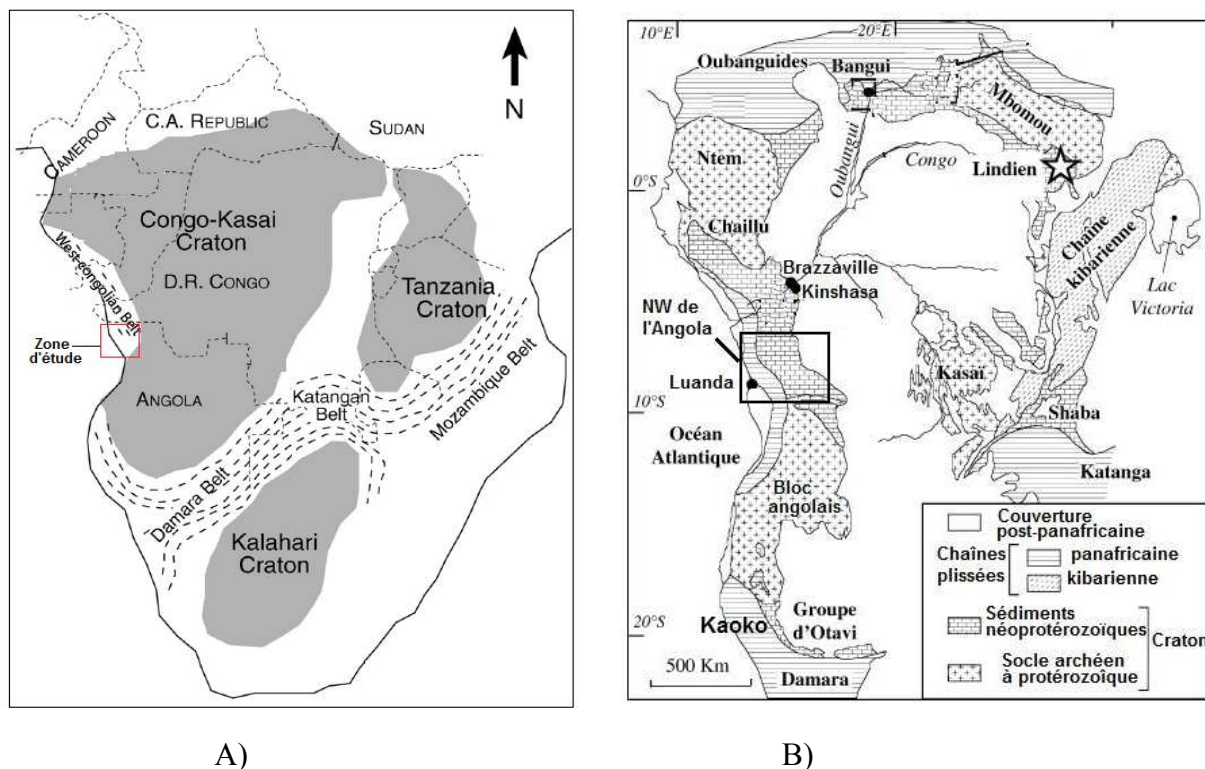 N
CAMEROON
C.A. REPUBLIC
SUDAN
Congo-Kasai
Craton
West-congolian Belt
D.R. CONGO
Tanzania
Craton
Zone
d'étude
ANGOLA
Katangan
Belt
Mozambique Belt
Damara Belt
Kalahari
Craton
A)
10°E
20°E
Oubanguides
Bangui
Mbomou
Oubangui
Congo
Ntem
Lindien
0°S
Chaillu
Chaîne
kibarienne
Brazzaville
Kinshasa
Lac
Victoria
NW de
l'Angola
Luanda
Kasaï
10°S
Shaba
Océan
Atlantique
Katanga
Bloc
angolais
20°S
Kaoko
Groupe
d'Otavi
500 Km
Damara
Couverture
post-panafricaine
Chaînes
plissées
panafricaine
kibarienne
Sédiments
néoprotérozoïques
Craton
Socle archéen
à protérozoîque
B)